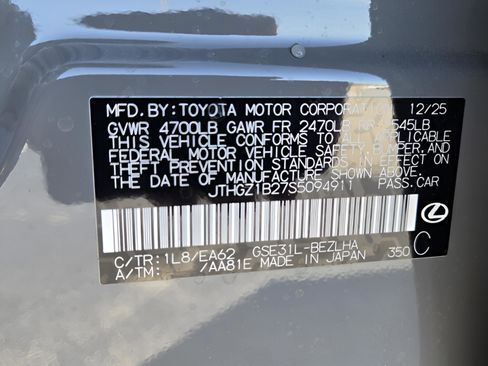 MFD.BY:TOYOTA MOTOR CORPORATION 12/25
GVWR 4700LB GAWR FR 2470LB RR 2545LB
THIS VEHICLE CONFORMS TO ALL APPLICABLE
FEDERAL MOTOR VEHICLE SAFETY, BUMPER, AND
THEFT PREVENTION STANDARDS IN EFFECT ON
THE DATE OF MANUFACTURE SHOWN ABOVE.
JTHGZ1B27S5094911 PASS.CAR
C/TR:1L8/EA62 GSE31L-BEZLHA 350 C
A/TM: /AA81E MADE IN JAPAN